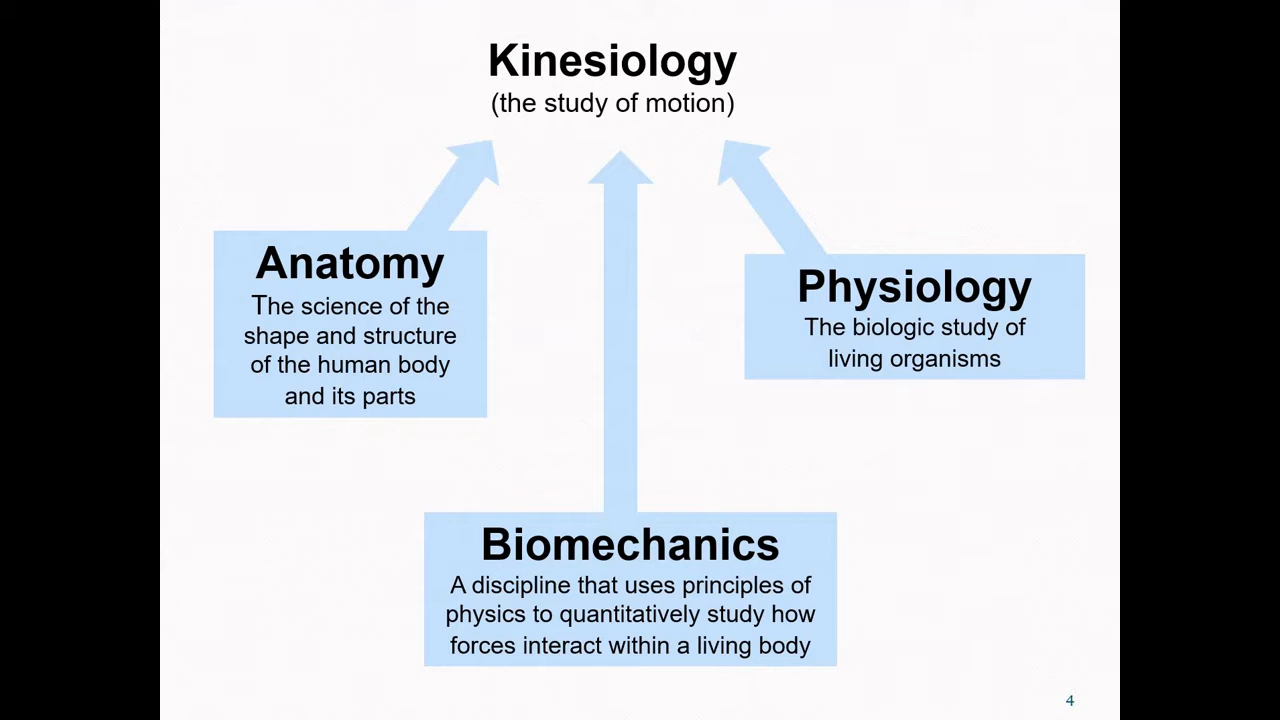 Kinesiology
(the study of motion)
Anatomy
The science of the
shape and structure
of the human body
and its parts
Physiology
The biologic study of
living organisms
Biomechanics
A discipline that uses principles of
physics to quantitatively study how
forces interact within a living body
4